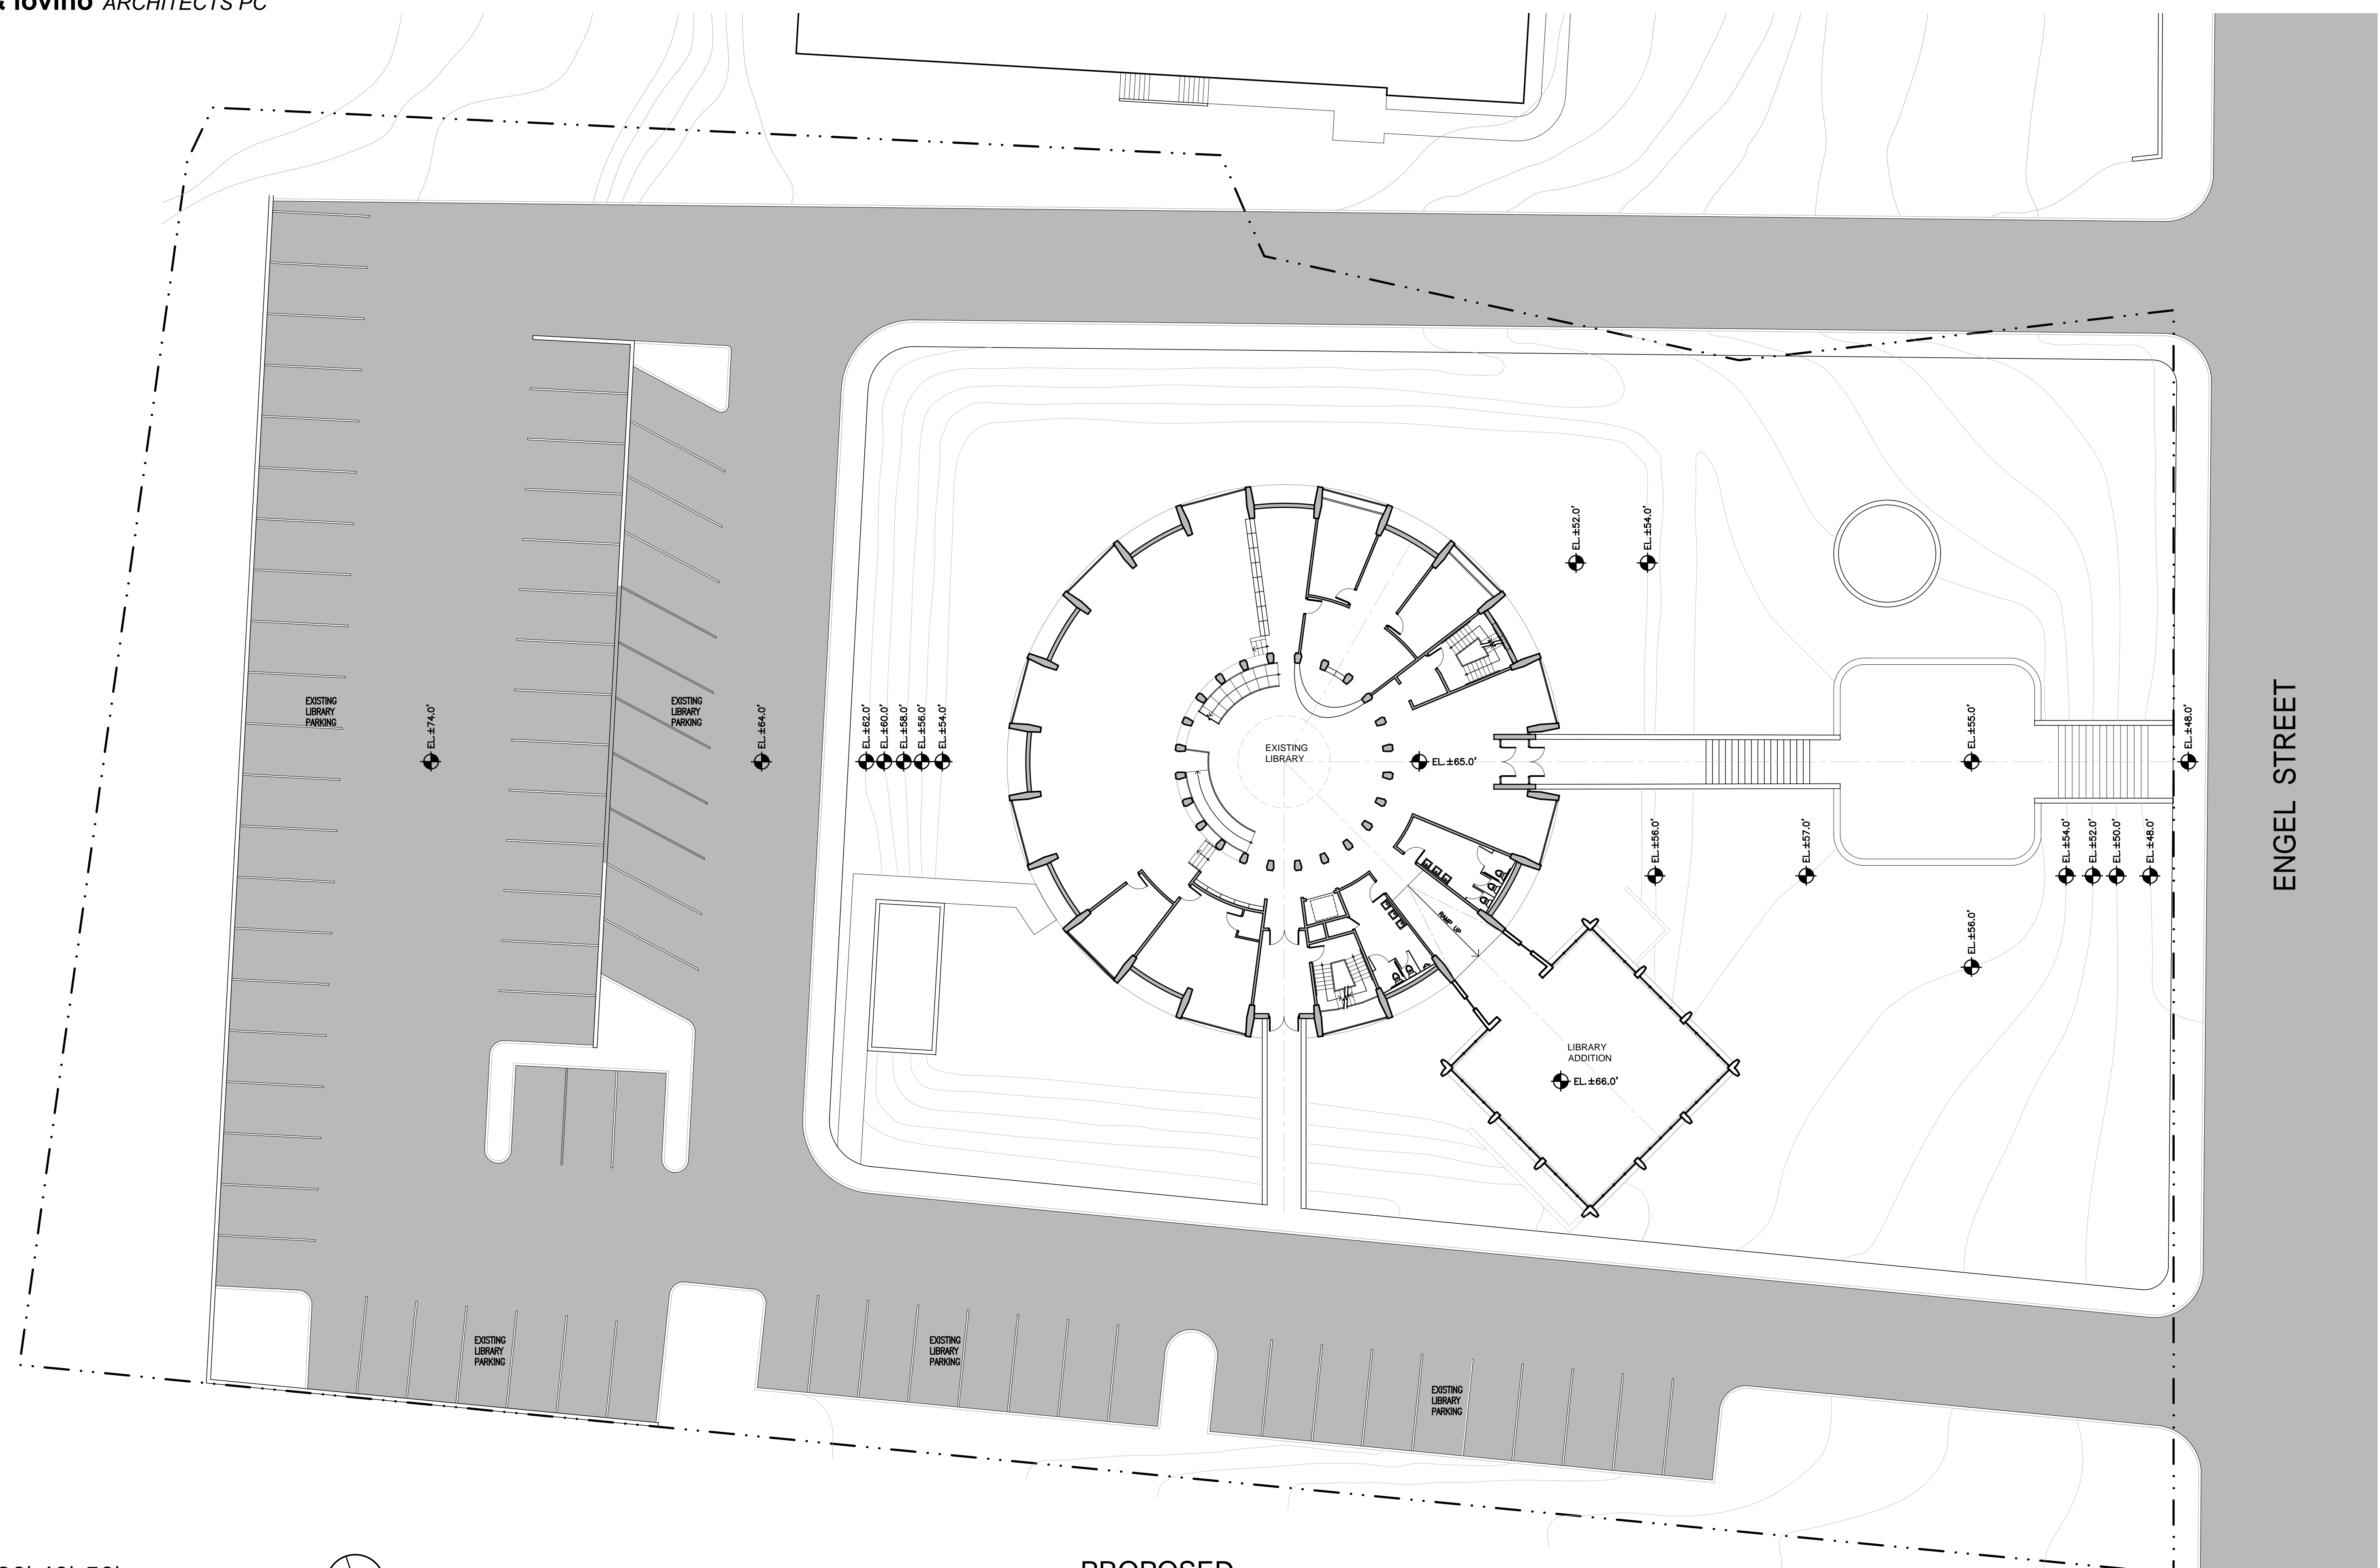 & Iovino ARCHITECTS PC
EL.±52.0'
EL.±54.0'
EXISTING
LIBRARY
PARKING
EL.±74.0'
EXISTING
LIBRARY
PARKING
EL.±64.0'
EL.±62.0'
EL.±60.0'
EL.±58.0'
EL.±56.0'
EL.±54.0'
EXISTING
LIBRARY
EL.±65.0'
EL.±55.0'
EL.±48.0'
ENGEL STREET
EL.±56.0'
EL.±57.0'
EL.±54.0'
EL.±52.0'
EL.±50.0'
EL.±48.0'
RAMP UP
EL.±56.0'
LIBRARY
ADDITION
EL.±66.0'
EXISTING
LIBRARY
PARKING
EXISTING
LIBRARY
PARKING
EXISTING
LIBRARY
PARKING
PROPOSED